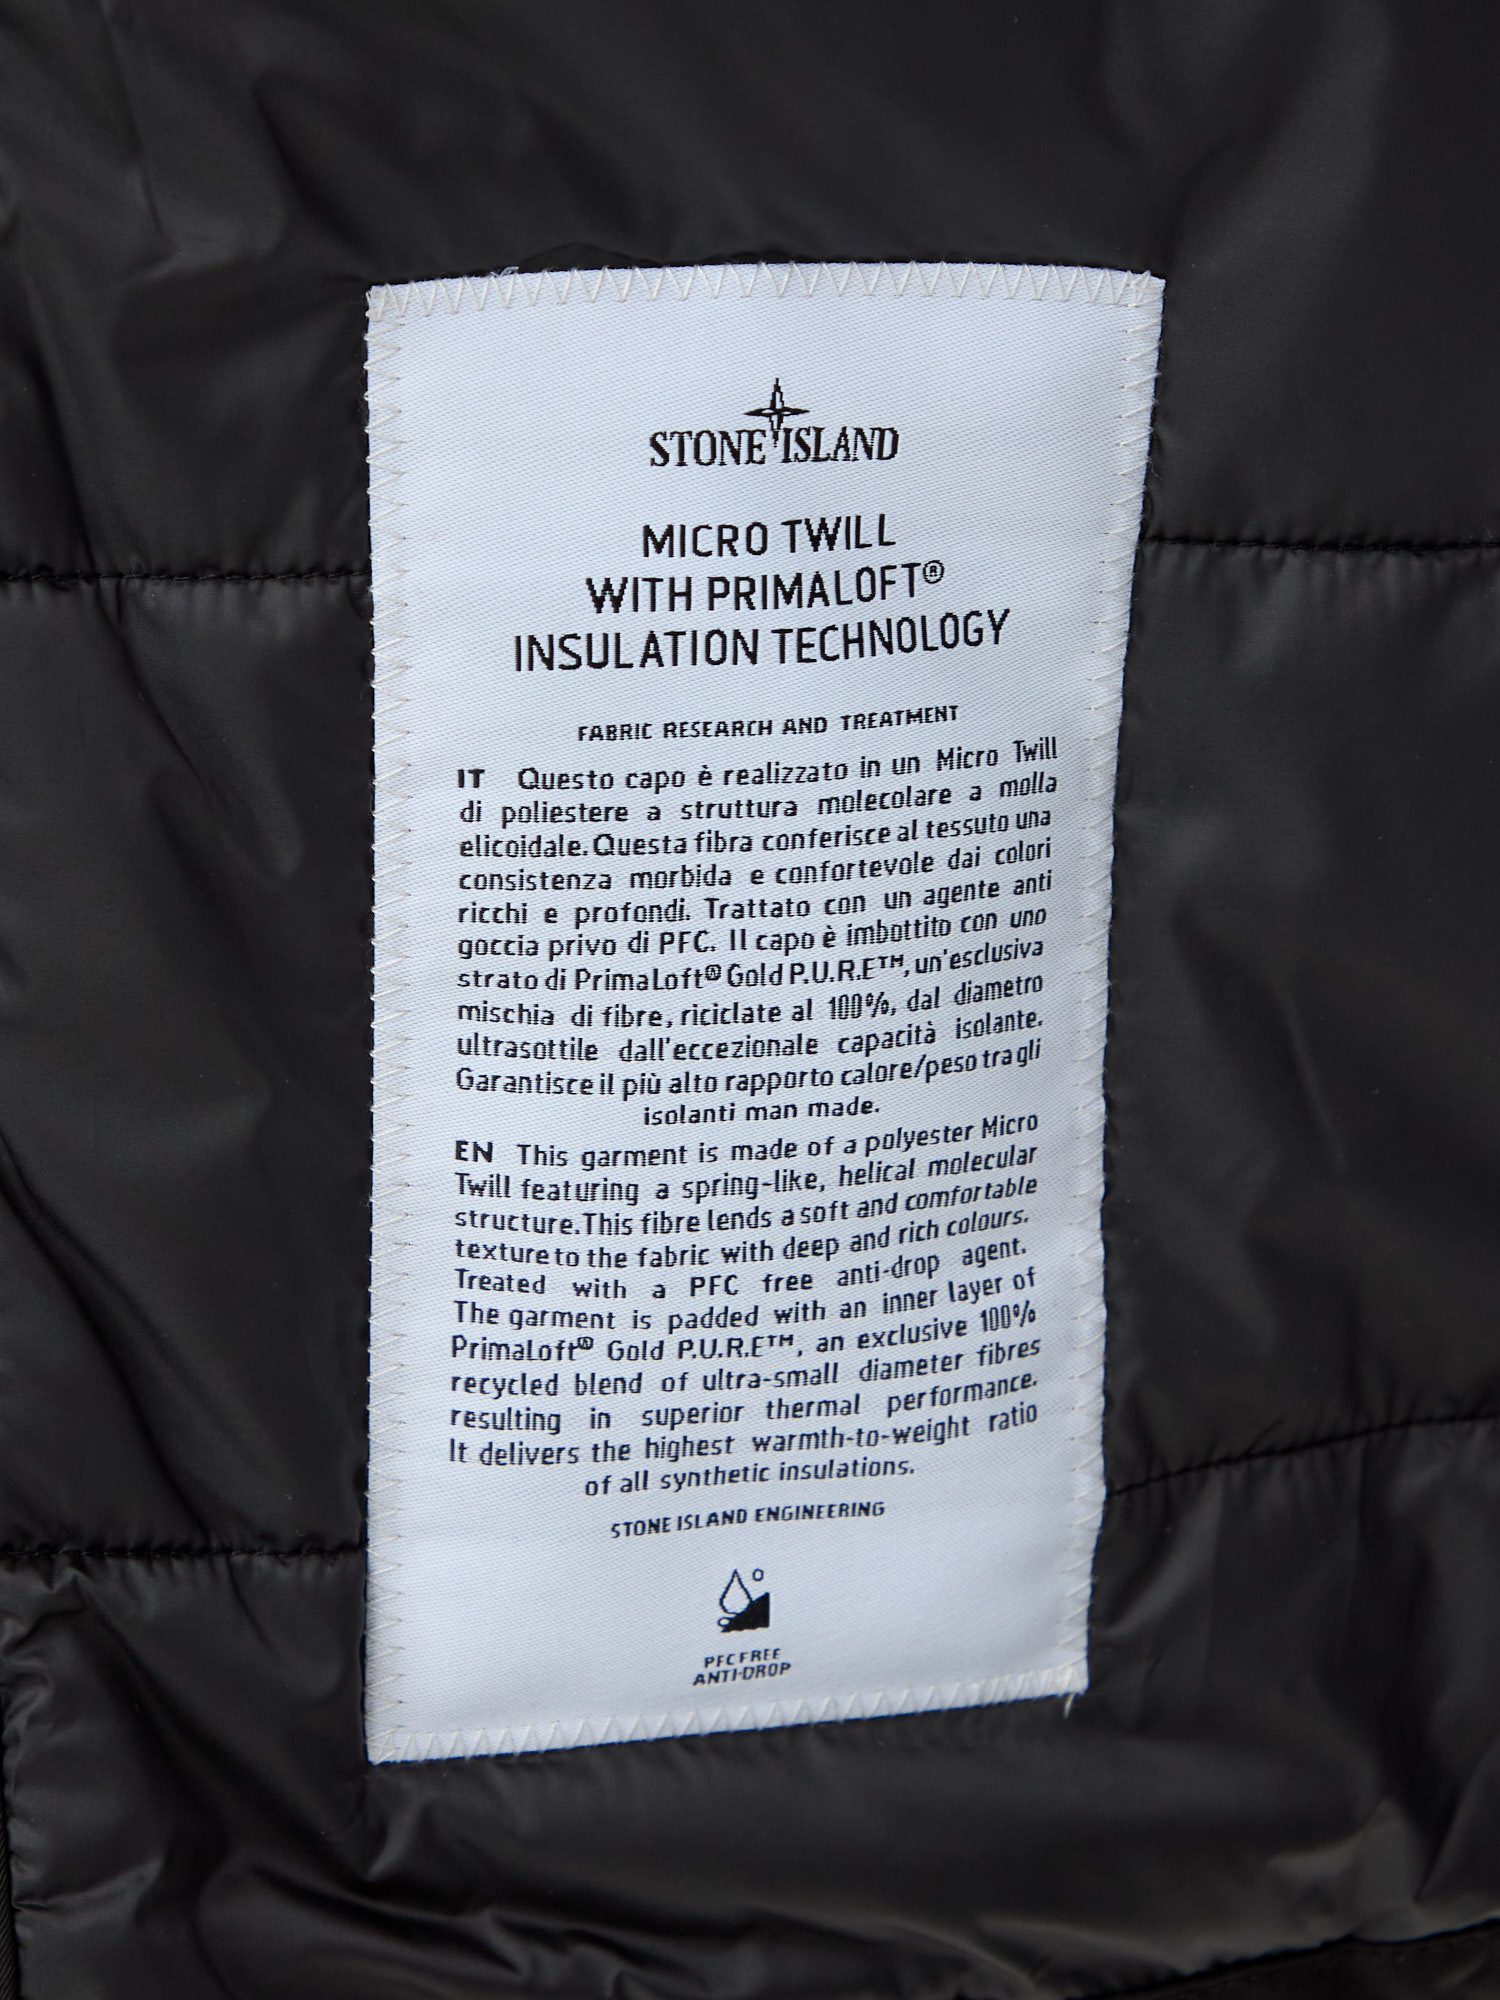 STONE ISLAND
MICRO TWILL
WITH PRIMALOFT®
INSULATION TECHNOLOGY
FABRIC RESEARCH AND TREATMENT
IT Questo capo è realizzato in un Micro Twill
di poliestere a struttura molecolare a molla
elicoidale. Questa fibra conferisce al tessuto una
consistenza morbida e confortevole dai colori
ricchi e profondi. Trattato con un agente anti
goccia privo di PFC. Il capo è imbottito con uno
strato di PrimaLoft® Gold P.U.R.E™, un'esclusiva
mischia di fibre, riciclate al 100%, dal diametro
ultrasottile dall'eccezionale capacità isolante.
Garantisce il più alto rapporto calore/peso tra gli
isolanti man made.
EN This garment is made of a polyester Micro
Twill featuring a spring-like, helical molecular
structure. This fibre lends a soft and comfortable
texture to the fabric with deep and rich colours.
Treated with a PFC free anti-drop agent.
The garment is padded with an inner layer of
PrimaLoft® Gold P.U.R.E™, an exclusive 100%
recycled blend of ultra-small diameter fibres
resulting in superior thermal performance.
It delivers the highest warmth-to-weight ratio
of all synthetic insulations.
STONE ISLAND ENGINEERING
PFC FREE
ANTI-DROP